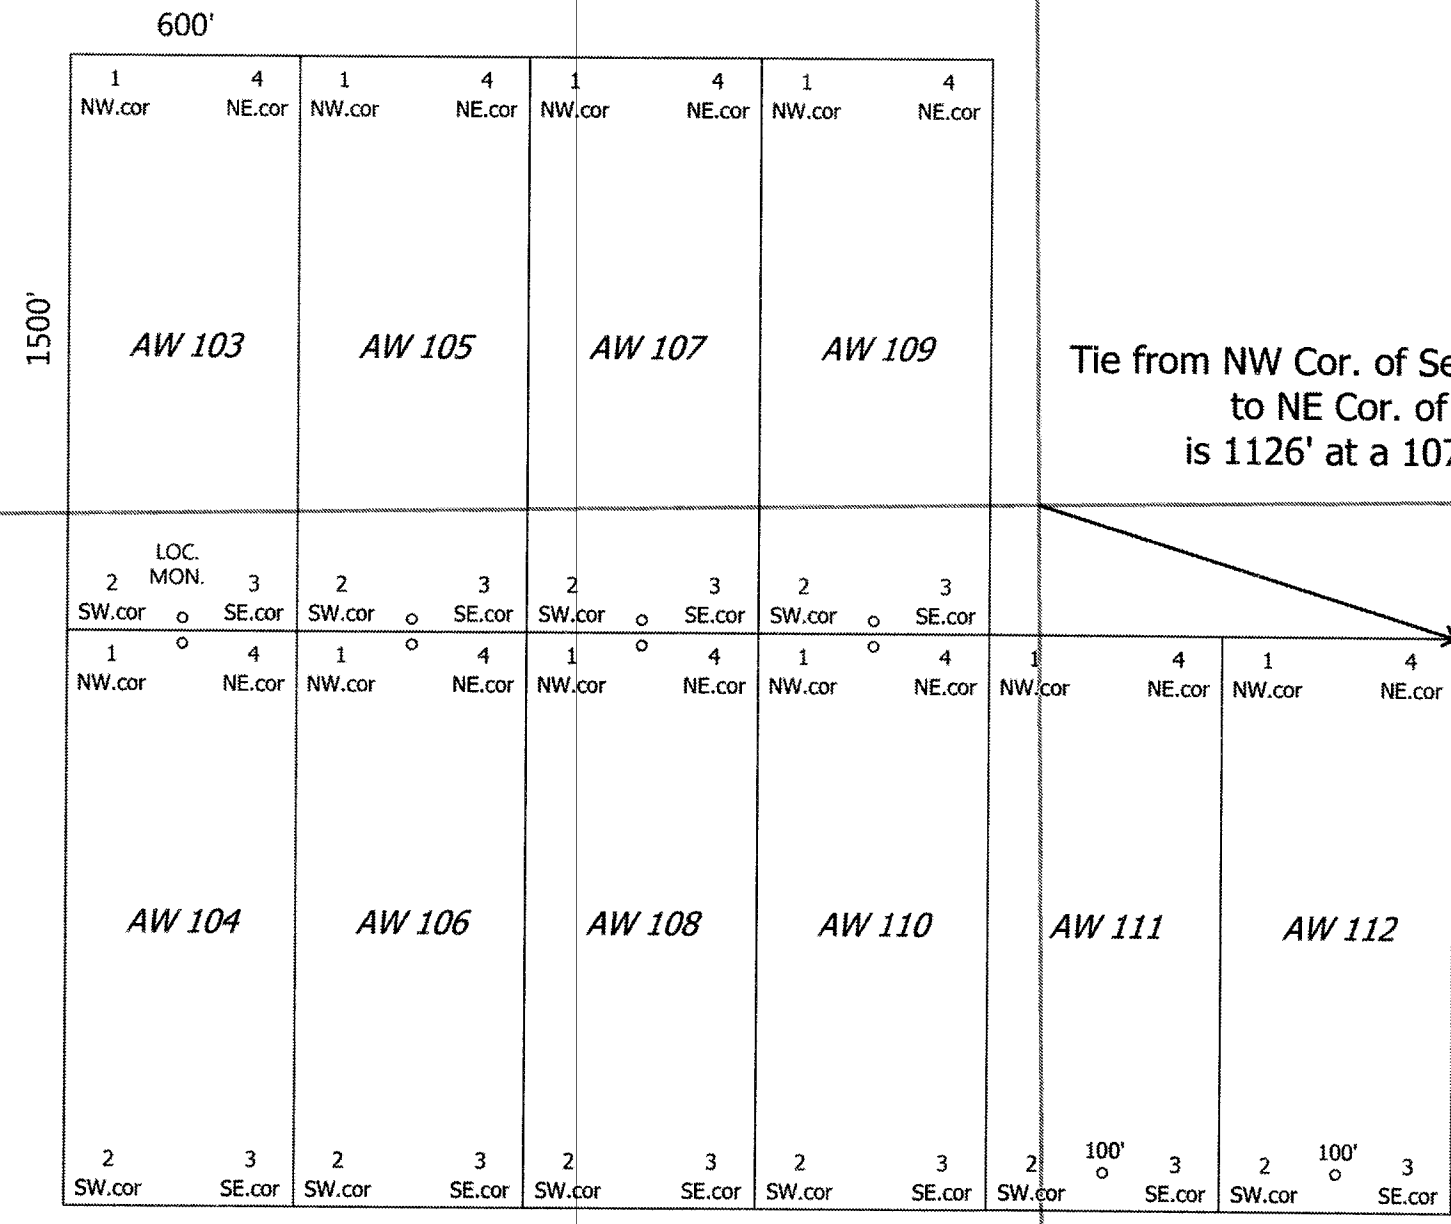 600'
1 4 1 4 1 4 1 4
NW.cor NE.cor NW.cor NE.cor NW.cor NE.cor NW.cor NE.cor
1500'
AW 103 AW 105 AW 107 AW 109
Tie from NW Cor. of Se
to NE Cor. of
is 1126' at a 107
LOC.
MON.
2 3 2 3 2 3 2 3
SW.cor SE.cor SW.cor SE.cor SW.cor SE.cor SW.cor SE.cor
1 4 1 4 1 4 1 4 1 4 1 4
NW.cor NE.cor NW.cor NE.cor NW.cor NE.cor NW.cor NE.cor NW.cor NE.cor NW.cor NE.cor
AW 104 AW 106 AW 108 AW 110 AW 111 AW 112
100' 100'
2 3 2 3 2 3 2 3 2 3 2 3
SW.cor SE.cor SW.cor SE.cor SW.cor SE.cor SW.cor SE.cor SW.cor SE.cor SW.cor SE.cor